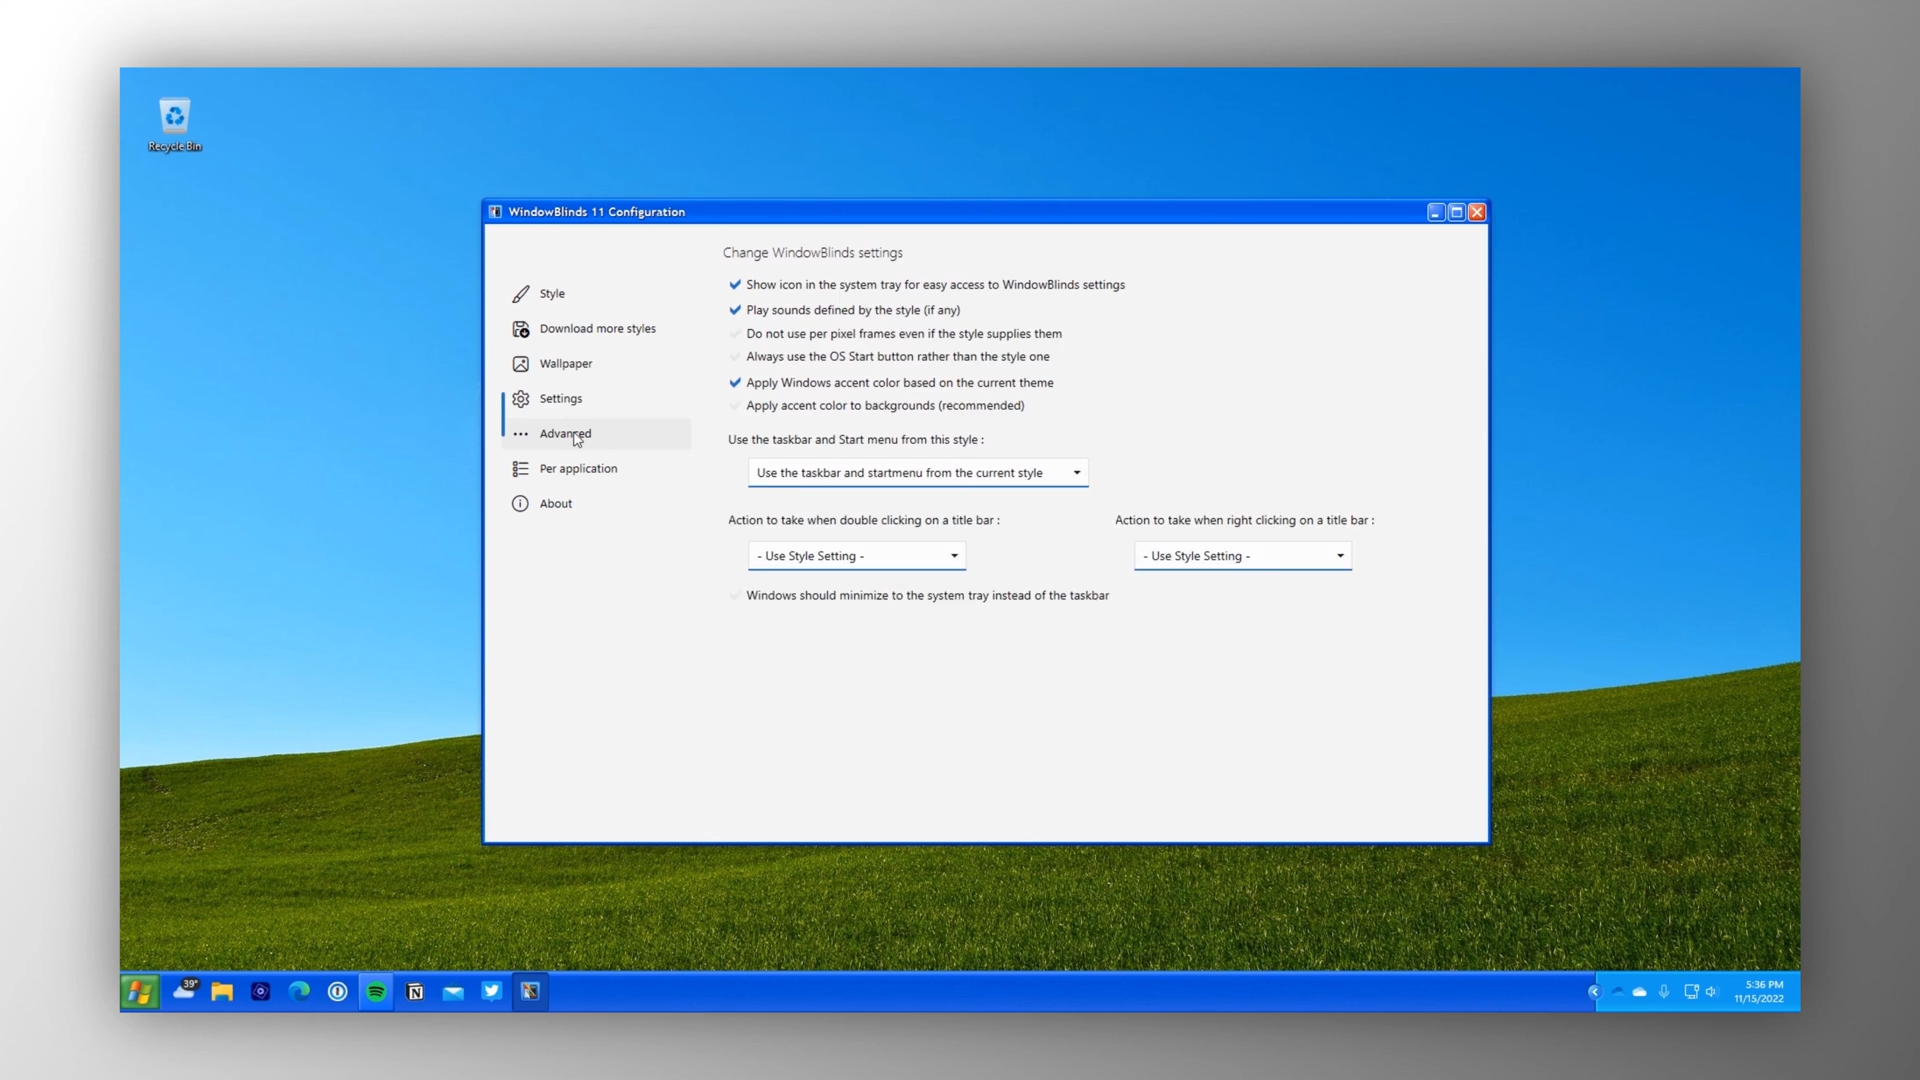 Recycle Bin
WindowBlinds 11 Configuration
Style
Download more styles
Wallpaper
Settings
Advanced
Per application
About
Change WindowBlinds settings
Show icon in the system tray for easy access to WindowBlinds settings
Play sounds defined by the style (if any)
Do not use per pixel frames even if the style supplies them
Always use the OS Start button rather than the style one
Apply Windows accent color based on the current theme
Apply accent color to backgrounds (recommended)
Use the taskbar and Start menu from this style :
Use the taskbar and startmenu from the current style
Action to take when double clicking on a title bar :
Action to take when right clicking on a title bar :
- Use Style Setting -
- Use Style Setting -
Windows should minimize to the system tray instead of the taskbar
39°
5:36 PM
11/15/2022